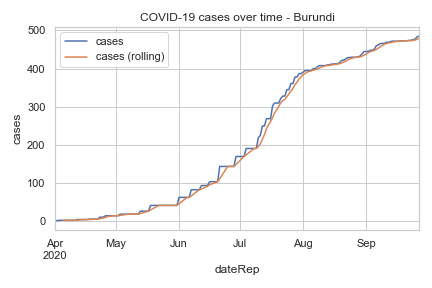 COVID-19 cases over time - Burundi
cases
cases (rolling)
500
400
300
200
100
0
cases
Apr May Jun Jul Aug Sep
2020
dateRep